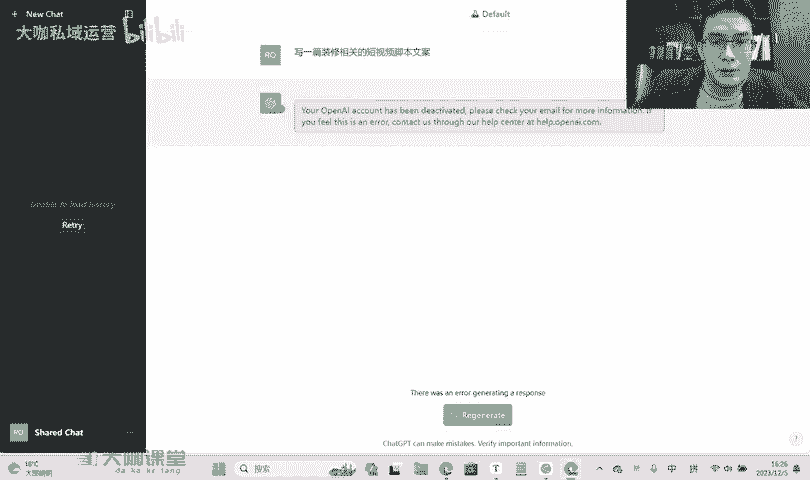 New Chat
大咖私域运营 bilibili
Default
RO
写一篇装修相关的短视频脚本文案
Your OpenAI account has been deactivated, please check your email for more information. If
you feel this is an error, contact us through our help center at help.openai.com.
Unable to load history
Retry
There was an error generating a response
Regenerate
ChatGPT can make mistakes. Verify important information.
RO Shared Chat
大咖课堂
da ka ke tang
16°C
搜索
中
拼
16:26
2023/12/5